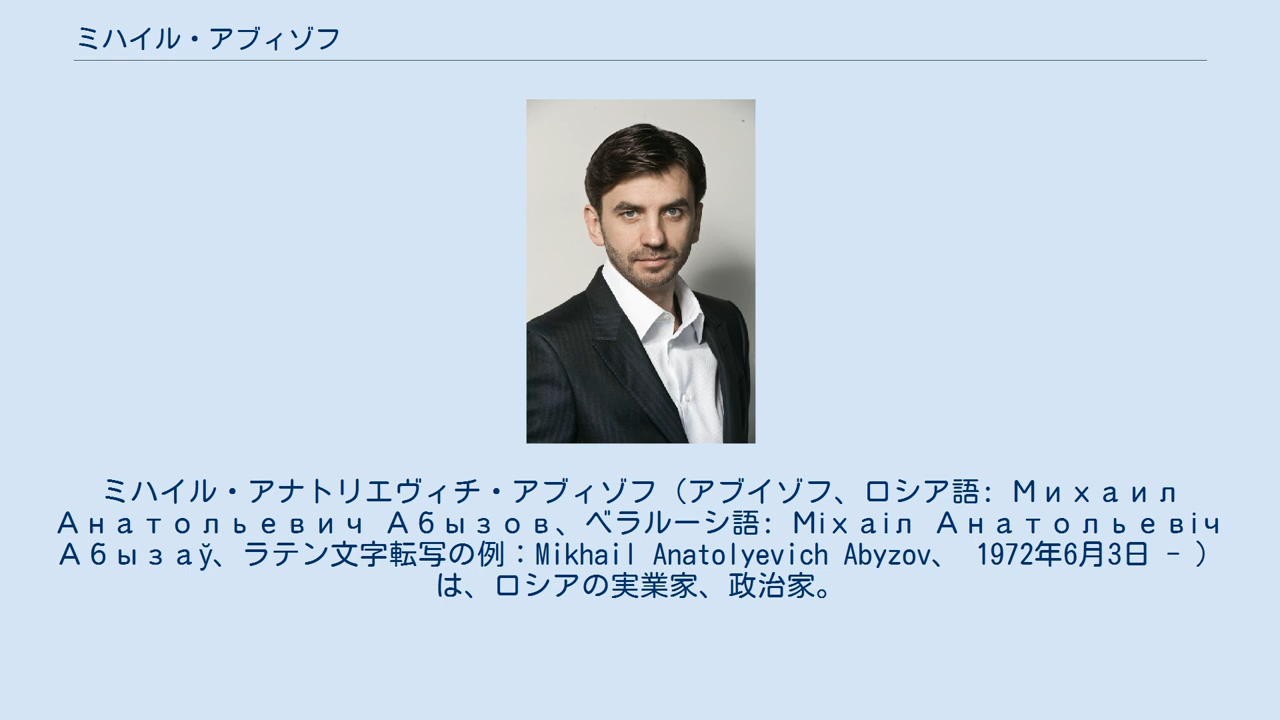 ミハイル・アブィゾフ
ミハイル・アナトリエヴィチ・アブィゾフ（アブイゾフ、ロシア語: Михаил
Анатольевич Абызов、ベラルーシ語: Міхаіл Анатольевіч
Абызаў、ラテン文字転写の例：Mikhail Anatolyevich Abyzov、 1972年6月3日 - ）
は、ロシアの実業家、政治家。